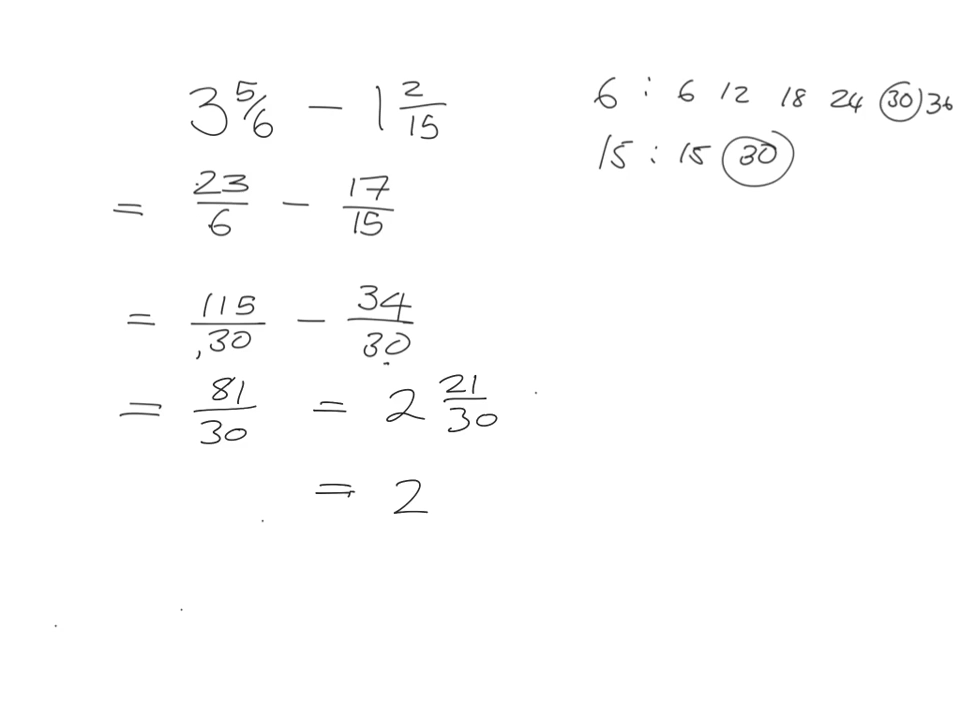 3 5/6 - 1 2/15
= 23/6 - 17/15
= 115/30 - 34/30
= 81/30 = 2 21/30
= 2
6 : 6 12 18 24 30 36
15 : 15 30